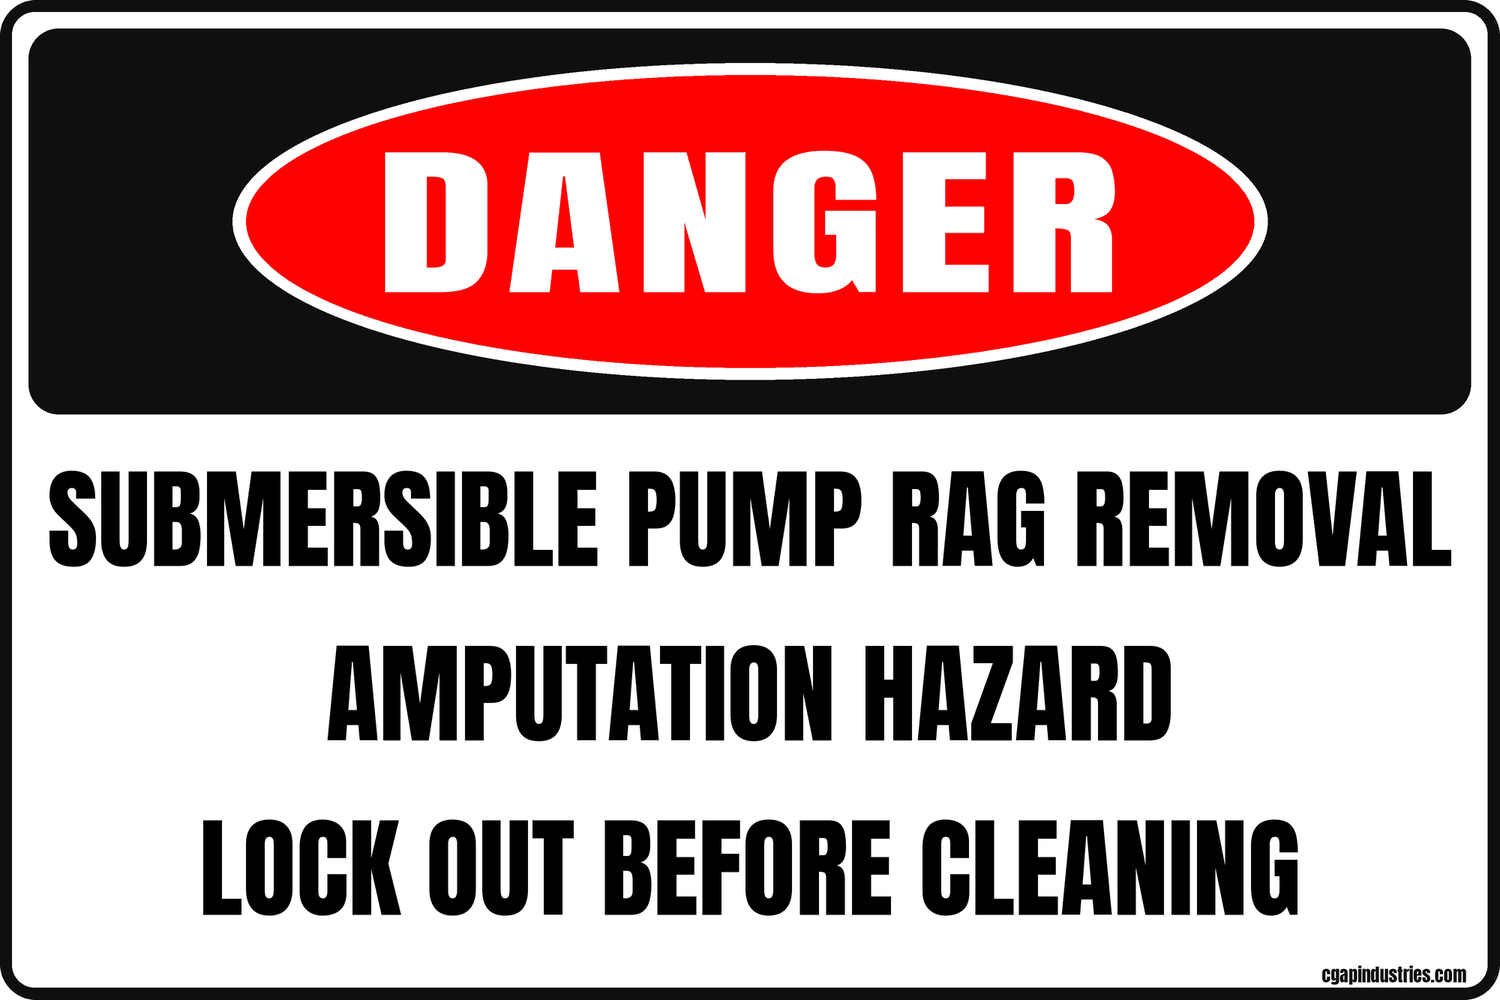 DANGER
SUBMERSIBLE PUMP RAG REMOVAL
AMPUTATION HAZARD
LOCK OUT BEFORE CLEANING
cgapindustries.com